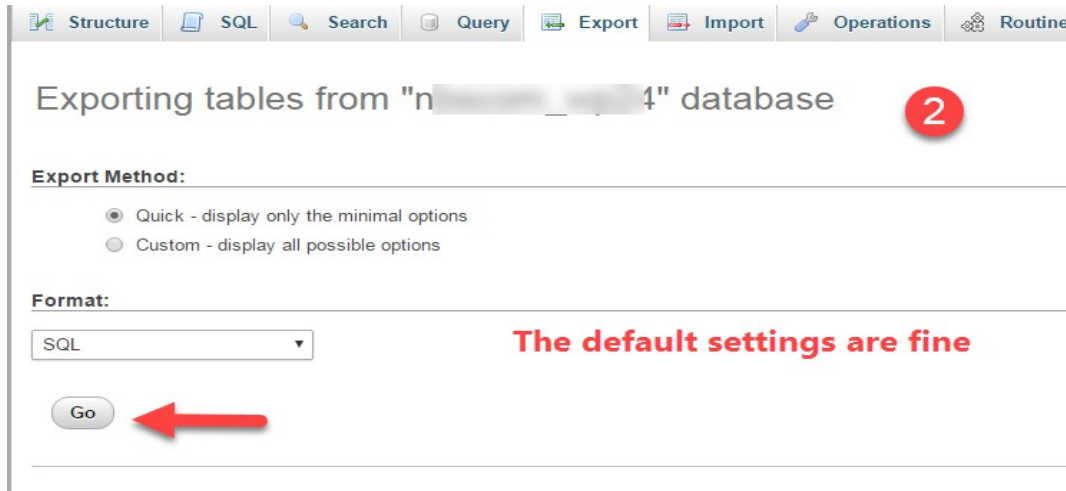 Structure SQL Search Query Export Import Operations Routine
Exporting tables from "n 4" database
2
Export Method:
Quick - display only the minimal options
Custom - display all possible options
Format:
SQL
The default settings are fine
Go